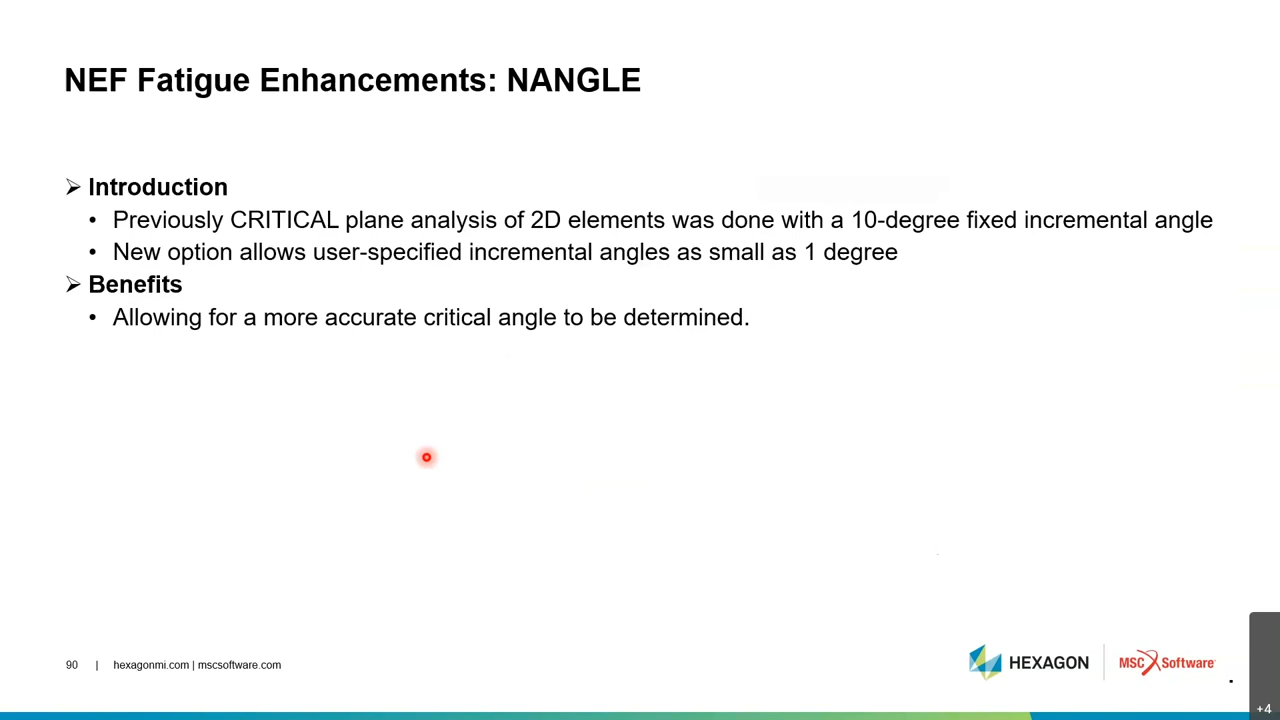 NEF Fatigue Enhancements: NANGLE
➢ Introduction
• Previously CRITICAL plane analysis of 2D elements was done with a 10-degree fixed incremental angle
• New option allows user-specified incremental angles as small as 1 degree
➢ Benefits
• Allowing for a more accurate critical angle to be determined.
90 | hexagonmi.com | mscsoftware.com
HEXAGON | MSC Software
+4